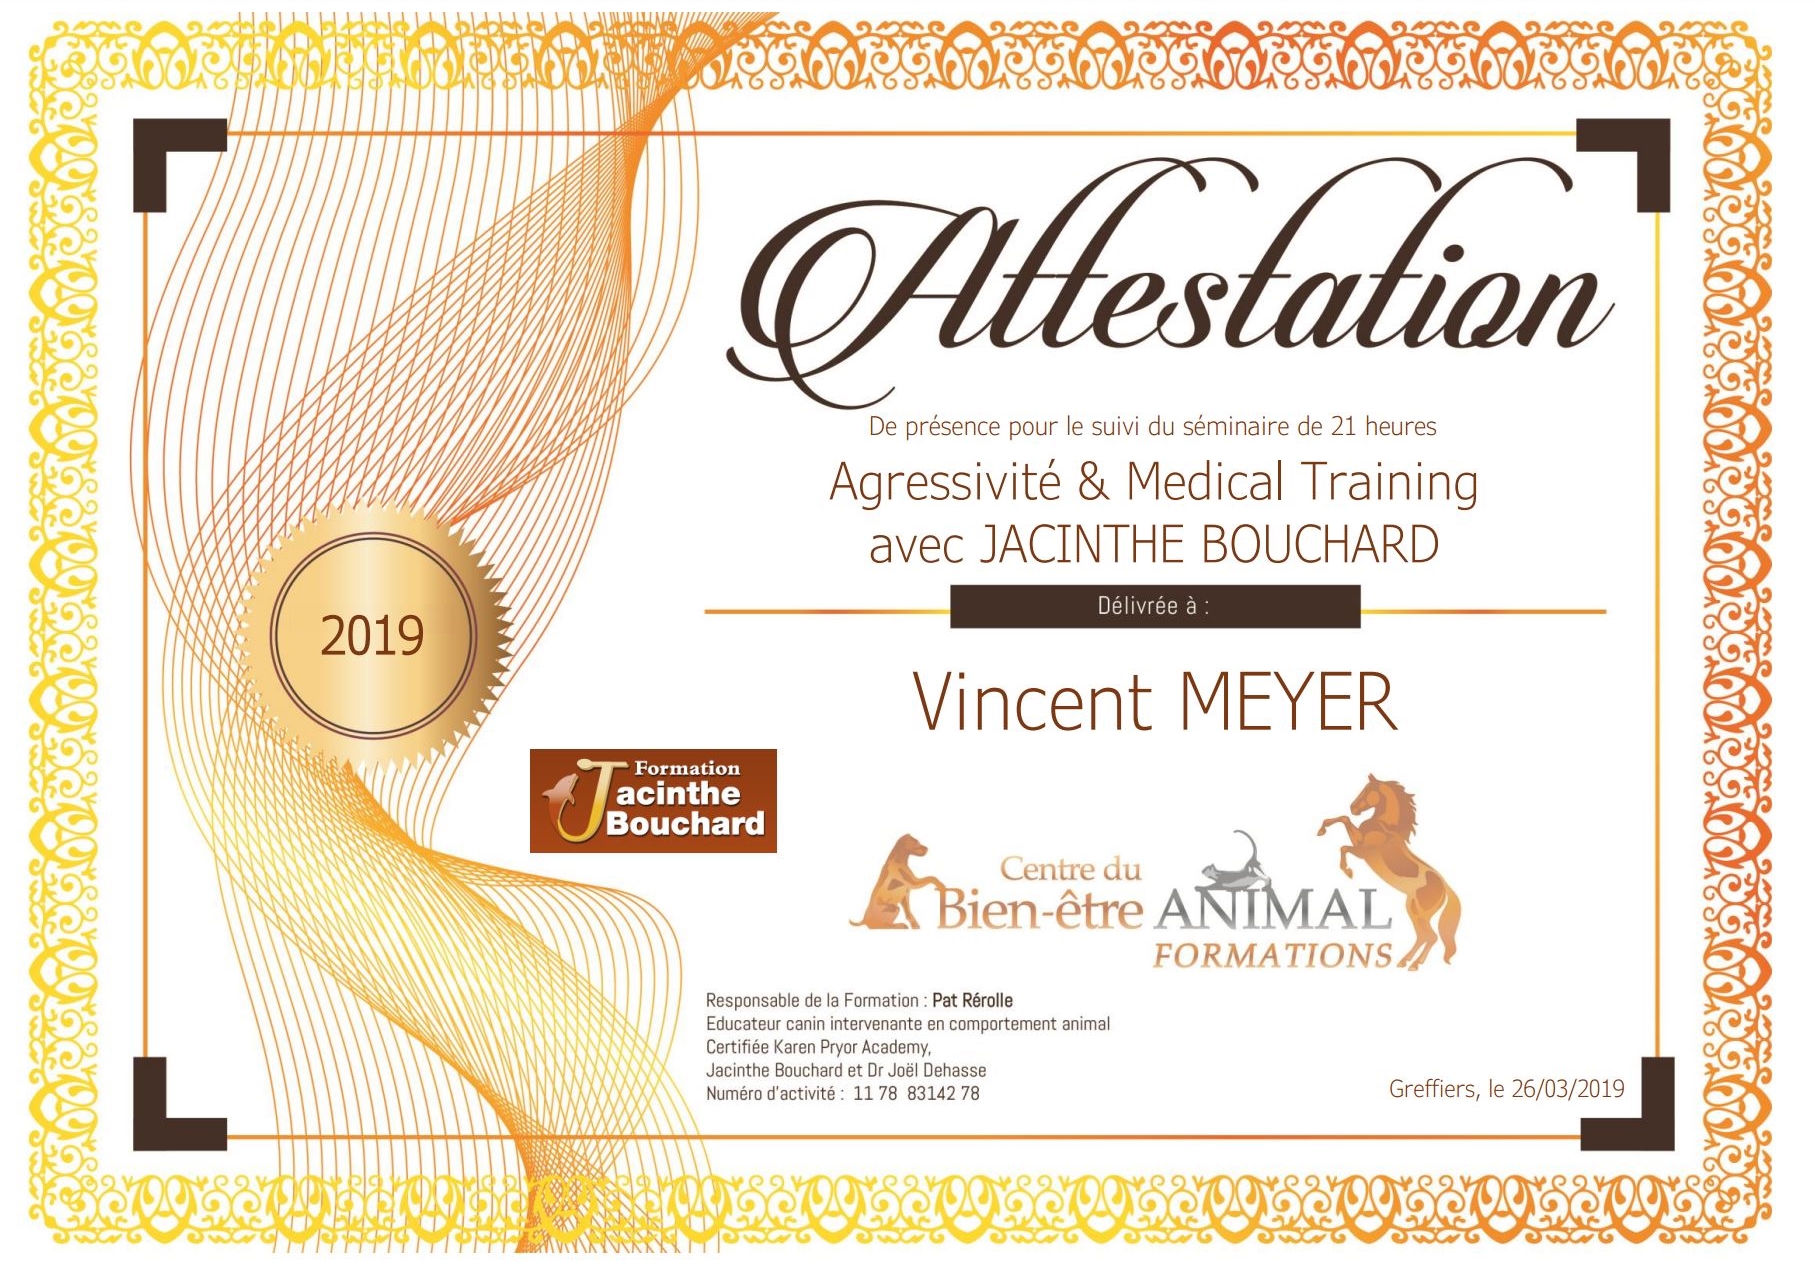 Attestation
De présence pour le suivi du séminaire de 21 heures
Agressivité & Medical Training
avec JACINTHE BOUCHARD
Délivrée à :
Vincent MEYER
2019
Formation
Jacinthe
Bouchard
Centre du
Bien-être ANIMAL
FORMATIONS
Responsable de la Formation : Pat Rérolle
Educateur canin intervenante en comportement animal
Certifiée Karen Pryor Academy,
Jacinthe Bouchard et Dr Joël Dehasse
Numéro d'activité : 11 78 83142 78
Greffiers, le 26/03/2019